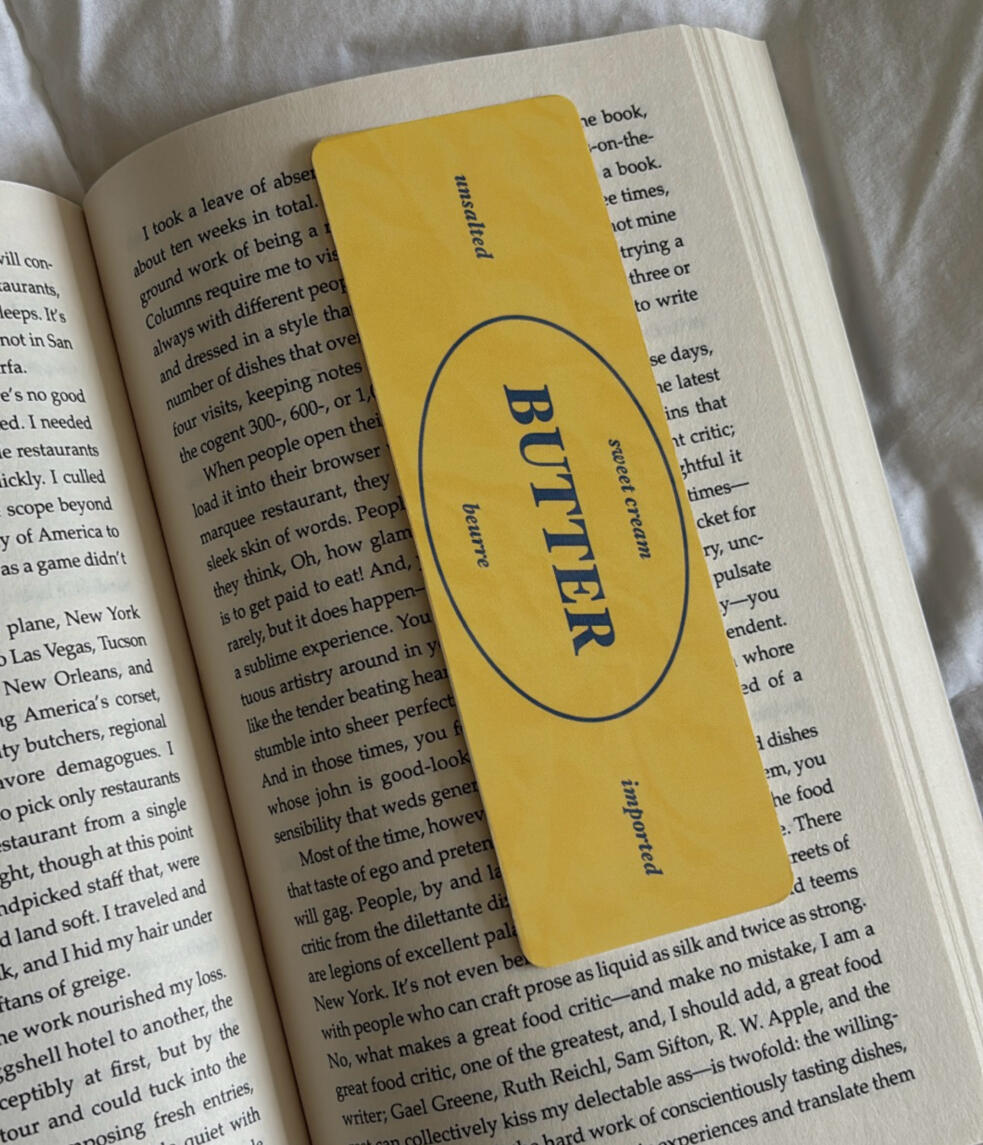 will con-
taurants,
leeps. It's
not in San
rfa.
e's no good
ed. I needed
e restaurants
ickly. I culled
scope beyond
y of America to
as a game didn't
plane, New York
o Las Vegas, Tucson
New Orleans, and
ng America's corset,
ity butchers, regional
avore demagogues. I
to pick only restaurants
estaurant from a single
ght, though at this point
ndpicked staff that, were
d land soft. I traveled and
k, and I hid my hair under
ftans of greige.
he work nourished my loss.
ggshell hotel to another, the
ceptibly at first, but by the
tour and could tuck into the
posing fresh entries,
quiet with
I took a leave of abse
about ten weeks in total.
ground work of being a
Columns require me to vis
always with different peop
and dressed in a style tha
number of dishes that ove
four visits, keeping notes
the cogent 300-, 600-, or 1,
When people open thei
load it into their browser
marquee restaurant, they
sleek skin of words. Peopl
they think, Oh, how glam
is to get paid to eat! And,
rarely, but it does happen—
a sublime experience. You
tuous artistry around in y
like the tender beating hear
stumble into sheer perfect
And in those times, you f
whose john is good-look
sensibility that weds gene
Most of the time, howev
that taste of ego and preten
will gag. People, by and la
critic from the dilettante di
are legions of excellent pala
New York. It's not even be
with people who can craft prose as liquid as silk and twice as strong.
No, what makes a great food critic—and make no mistake, I am a
great food critic, one of the greatest, and, I should add, a great food
writer; Gael Greene, Ruth Reichl, Sam Sifton, R. W. Apple, and the
can collectively kiss my delectable ass—is twofold: the willing-
hard work of conscientiously tasting dishes,
experiences and translate them
he book,
-on-the-
a book.
ee times,
not mine
trying a
three or
to write
se days,
he latest
ins that
nt critic;
ghtful it
times—
cket for
ry, unc-
pulsate
y—you
endent.
whore
ed of a
d dishes
em, you
he food
. There
reets of
d teems
unsalted
sweet cream
BUTTER
beurre
imported